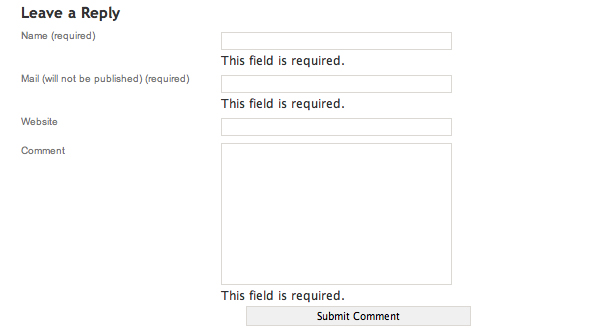 Leave a Reply
Name (required)
This field is required.
Mail (will not be published) (required)
This field is required.
Website
Comment
This field is required.
Submit Comment